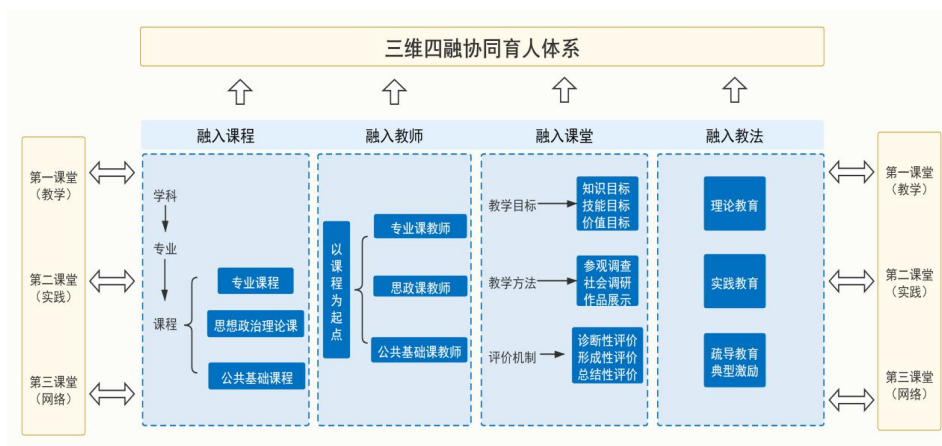 三维四融协同育人体系
融入课程
融入教师
融入课堂
融入教法
第一课堂
（教学）
第二课堂
（实践）
第三课堂
（网络）
学科
专业
课程
专业课程
思想政治理论课
公共基础课程
以课程为起点
专业课教师
思政课教师
公共基础课教师
教学目标
知识目标
技能目标
价值目标
教学方法
参观调查
社会调研
作品展示
评价机制
诊断性评价
形成性评价
总结性评价
理论教育
实践教育
疏导教育
典型激励
第一课堂
（教学）
第二课堂
（实践）
第三课堂
（网络）